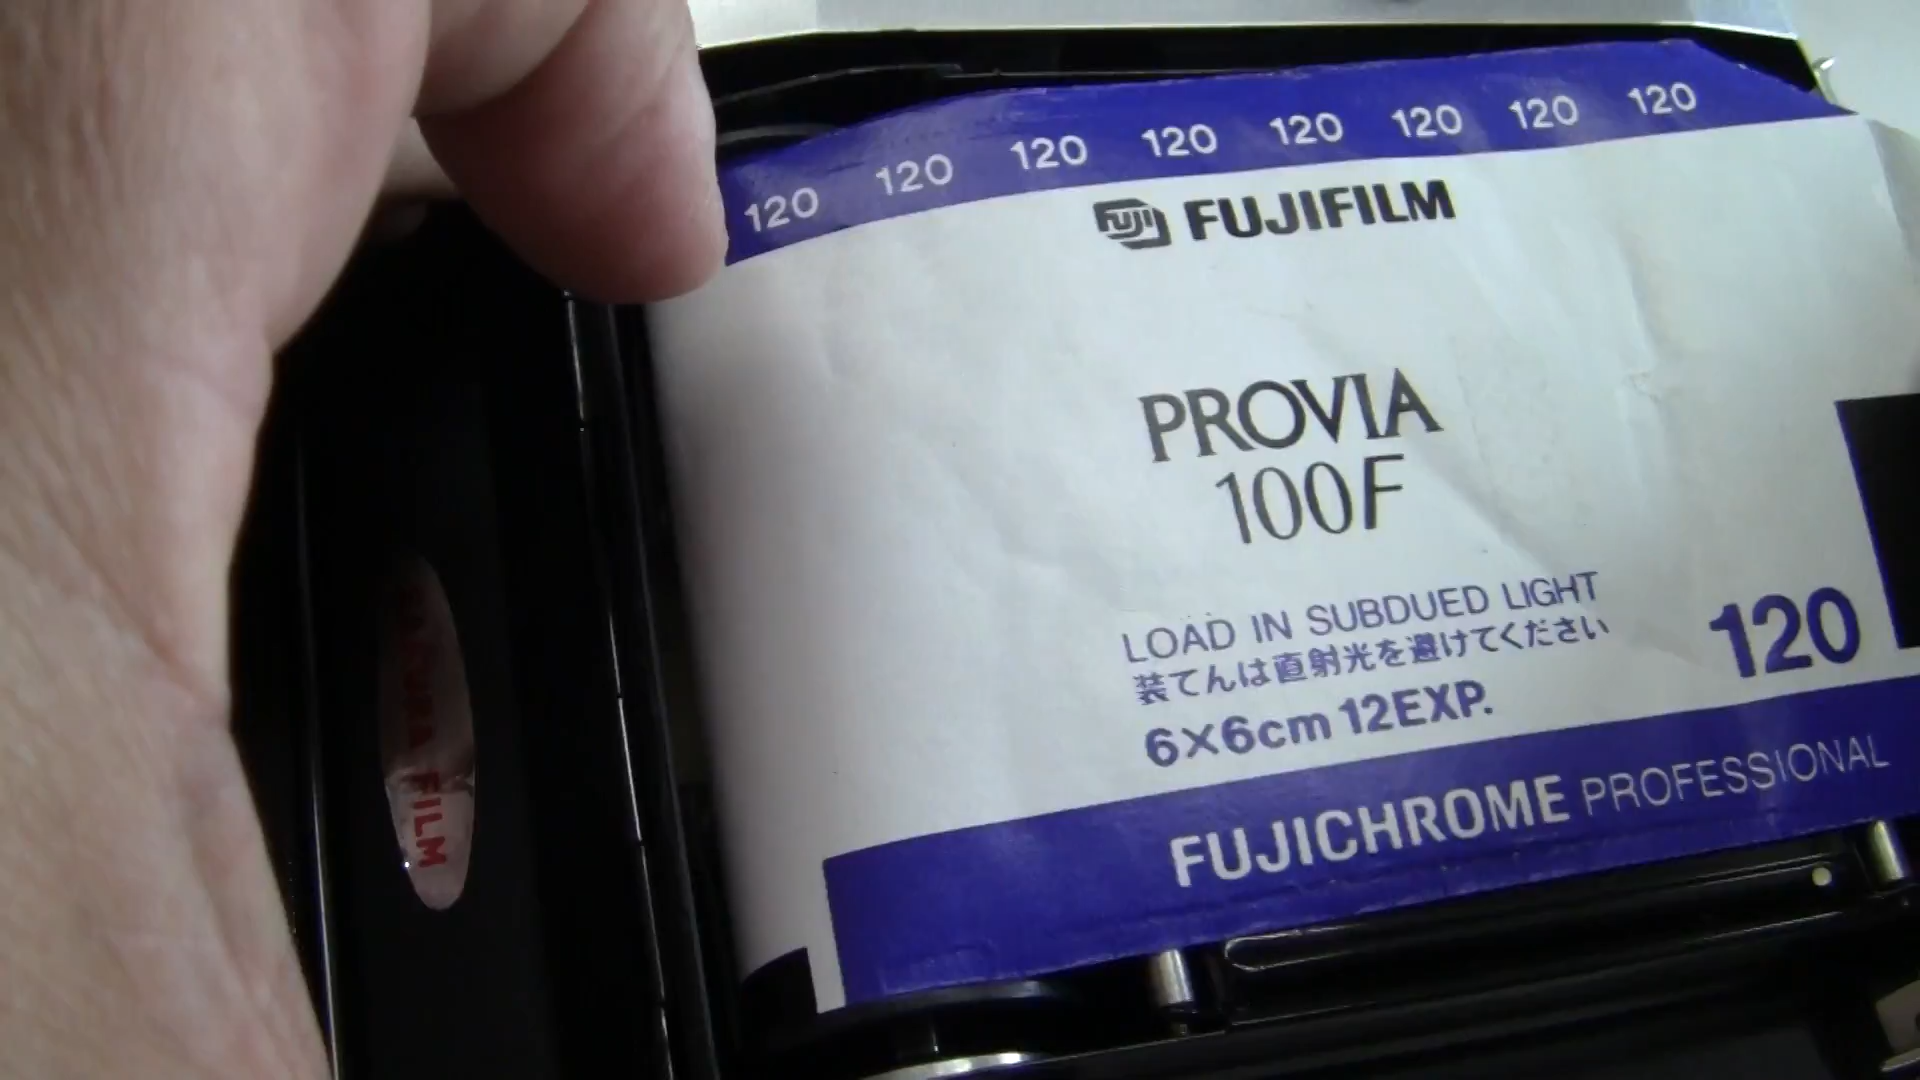 120 120 120 120 120 120 120 120
FUJI FUJIFILM
PROVIA
100F
LOAD IN SUBDUED LIGHT
装てんは直射光を避けてください
120
6×6cm 12EXP.
FUJICHROME PROFESSIONAL
FILM